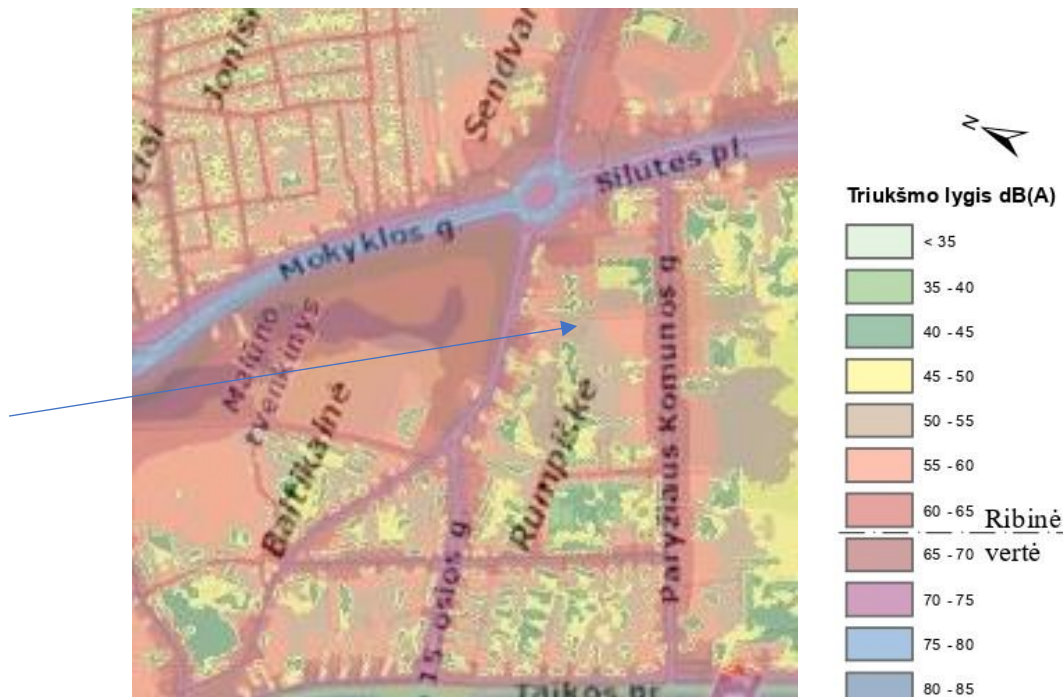 Joniš
Sendvar
Šilutės pl.
Mokyklos g.
Malūno
tvenkinys
Baltikalnė
Rumpiškė
Paryžiaus Komunos g
15-osios g
Taikos pr.
N
Triukšmo lygis dB(A)
< 35
35 - 40
40 - 45
45 - 50
50 - 55
55 - 60
60 - 65
Ribinė
vertė
65 - 70
70 - 75
75 - 80
80 - 85